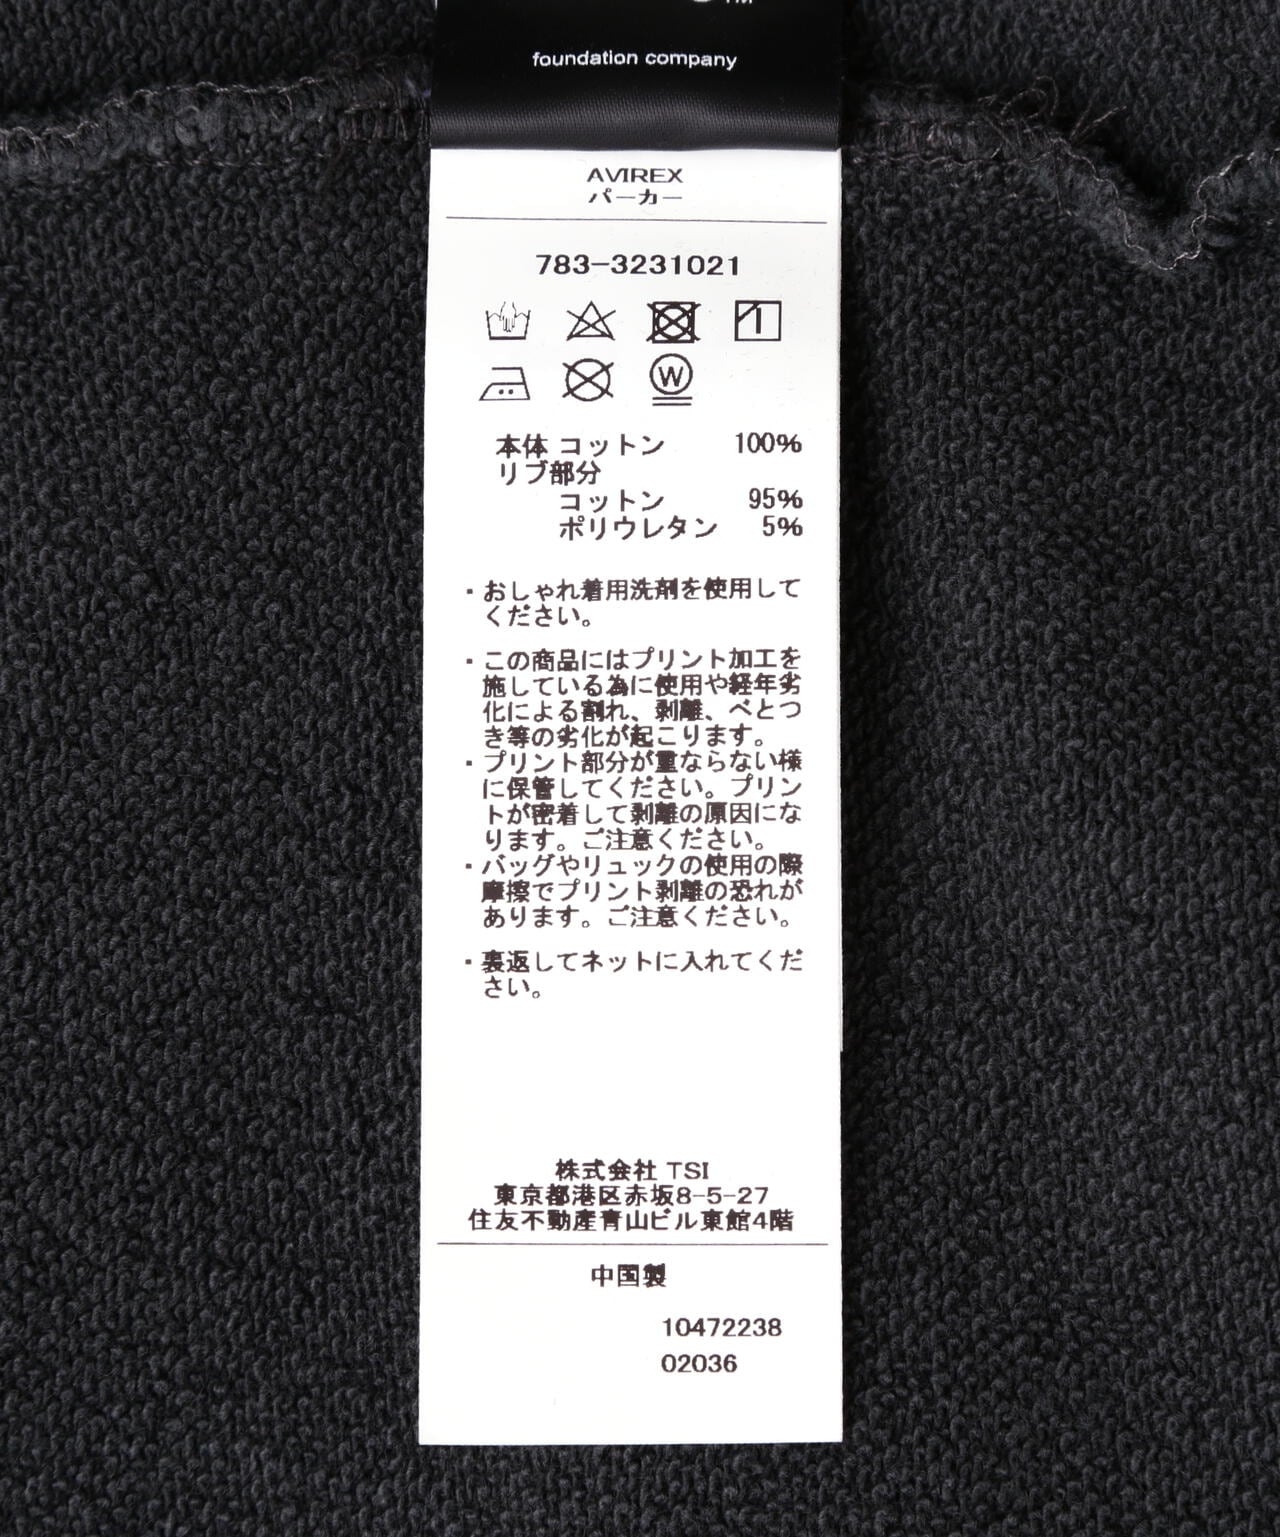 TM
foundation company
AVIREX
パーカー
783-3231021
W
本体 コットン 100%
リブ部分
コットン 95%
ポリウレタン 5%
・おしゃれ着用洗剤を使用して
ください。
・この商品にはプリント加工を
施している為に使用や経年劣
化による割れ、剥離、べとつ
き等の劣化が起こります。
・プリント部分が重ならない様
に保管してください。プリン
トが密着して剥離の原因にな
ります。ご注意ください。
・バッグやリュックの使用の際
摩擦でプリント剥離の恐れが
あります。ご注意ください。
・裏返してネットに入れてくだ
さい。
株式会社 TSI
東京都港区赤坂8-5-27
住友不動産青山ビル東館4階
中国製
10472238
02036